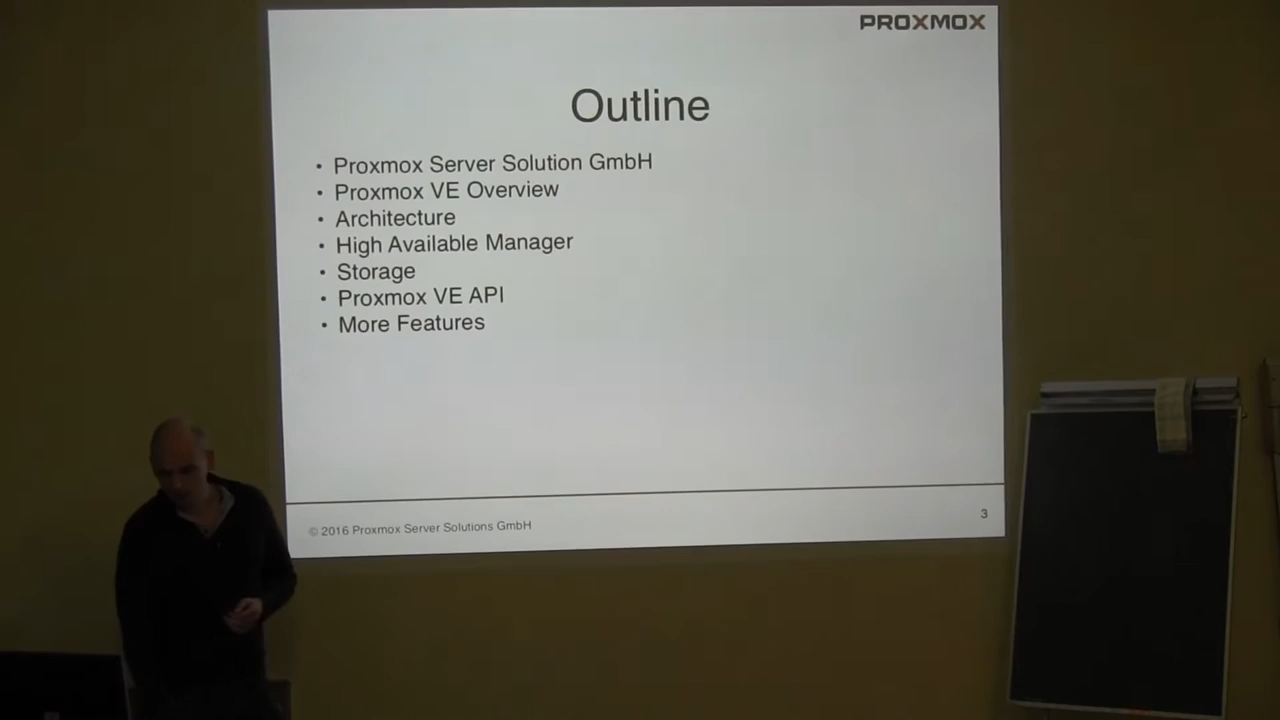 PROXMOX
Outline
• Proxmox Server Solution GmbH
• Proxmox VE Overview
• Architecture
• High Available Manager
• Storage
• Proxmox VE API
• More Features
© 2016 Proxmox Server Solutions GmbH
3